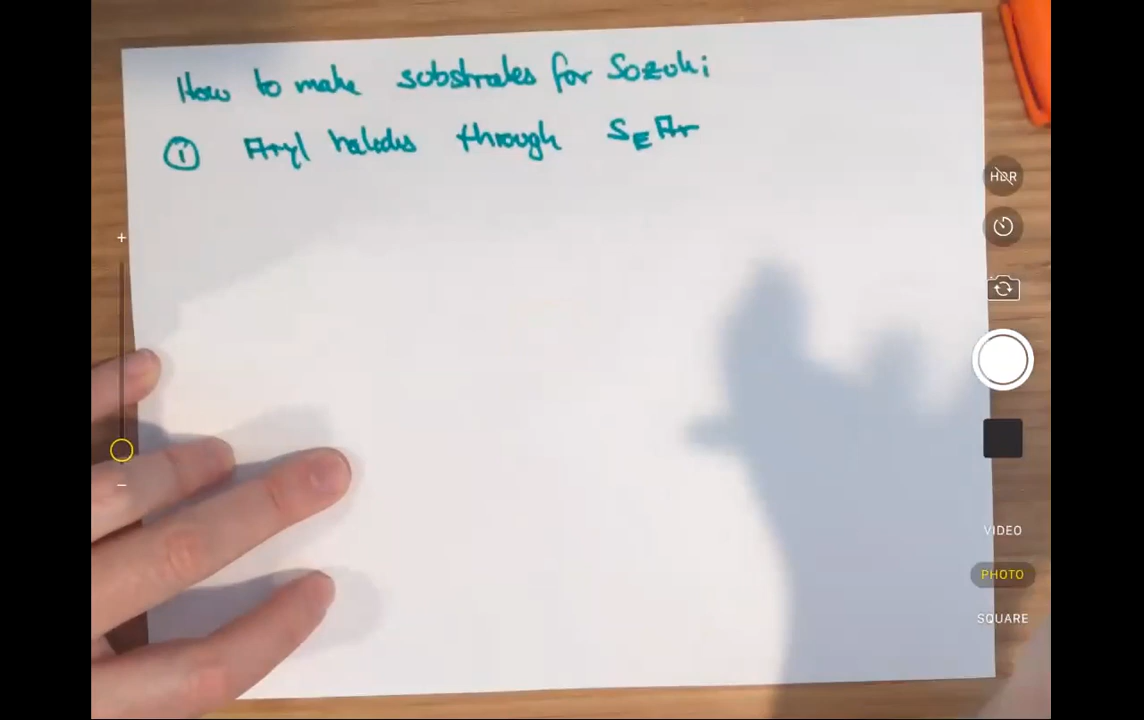 How to make substrates for Suzuki
① Aryl halides through SEAr
HDR
+
−
VIDEO
PHOTO
SQUARE